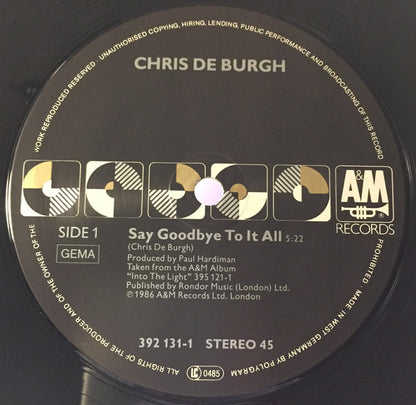 WORK REPRODUCED RESERVED · UNAUTHORISED COPYING, HIRING, LENDING, PUBLIC PERFORMANCE AND BROADCASTING OF THIS RECORD
PROHIBITED · MADE IN WEST GERMANY BY POLYGRAM
ALL RIGHTS OF THE PRODUCER AND OF THE OWNER OF THE
CHRIS DE BURGH
A&M
RECORDS
SIDE 1
GEMA
Say Goodbye To It All 5:22
(Chris De Burgh)
Produced by Paul Hardiman
Taken from the A&M Album
"Into The Light" 395 121-1
Published by Rondor Music (London) Ltd.
℗1986 A&M Records Ltd. London
392 131-1 STEREO 45
LC 0485